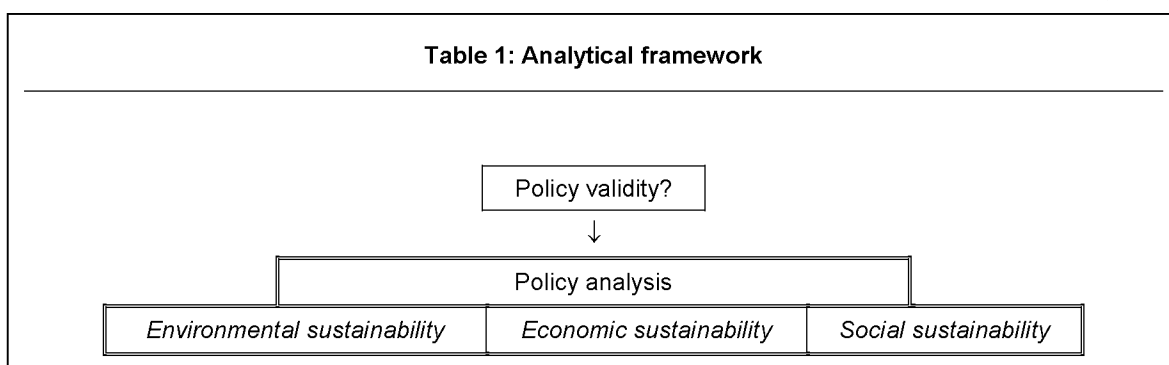 Table 1: Analytical framework
Policy validity?
↓
Policy analysis
Environmental sustainability Economic sustainability Social sustainability